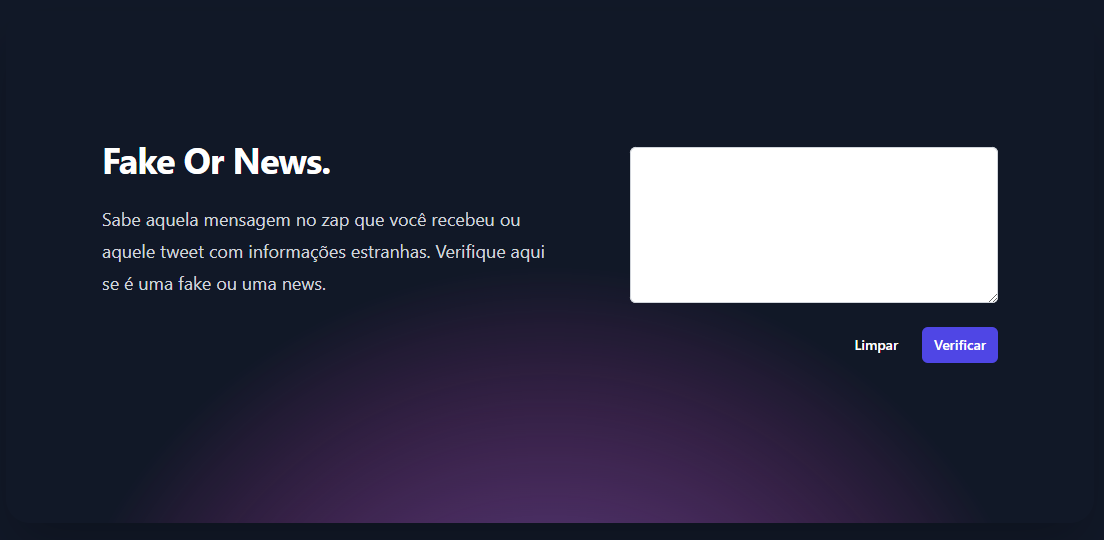 Fake Or News.
Sabe aquela mensagem no zap que você recebeu ou
aquele tweet com informações estranhas. Verifique aqui
se é uma fake ou uma news.
Limpar
Verificar